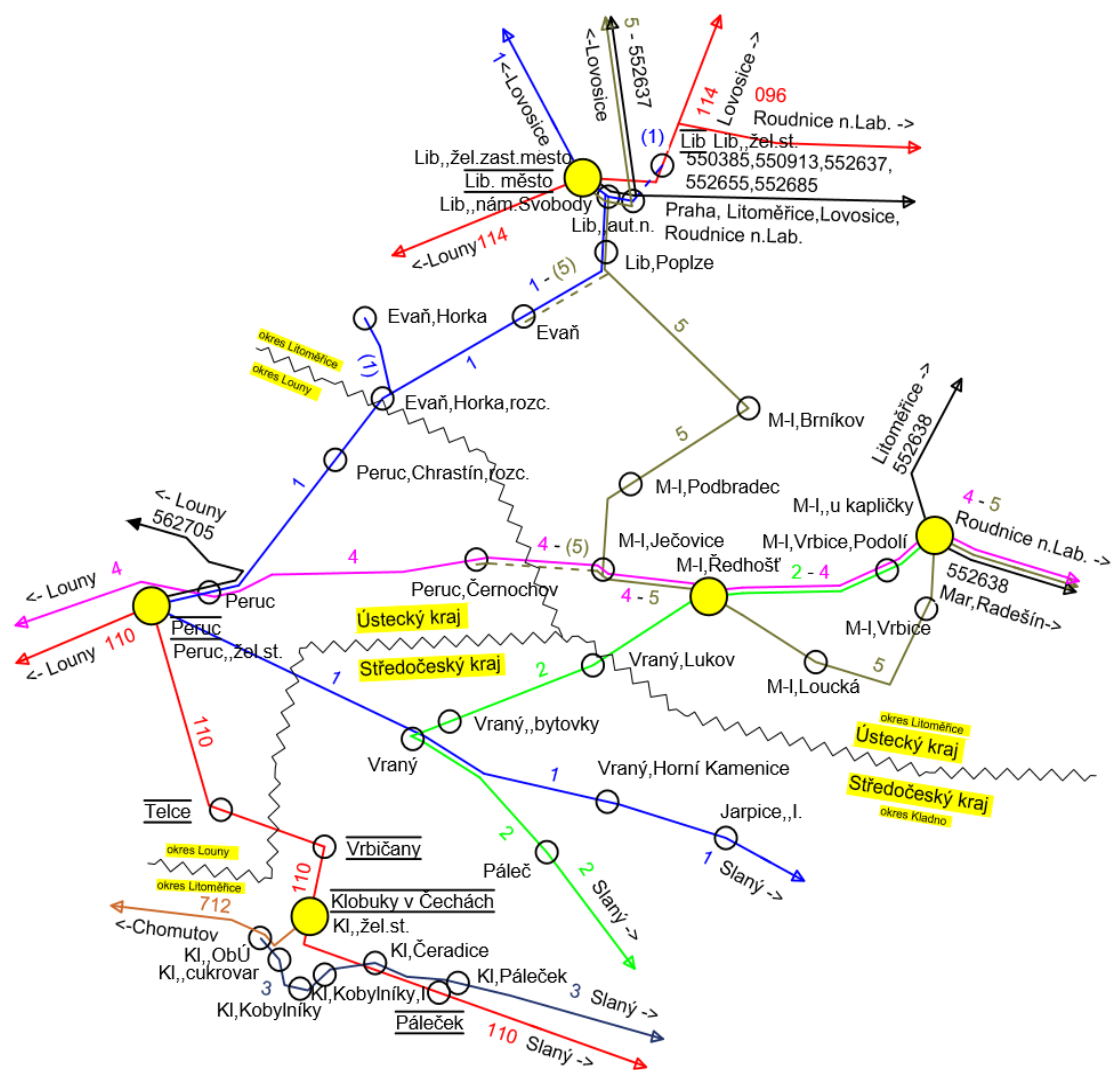 5 - 552637
<-Lovosice
1
<-Lovosice
114
Lovosice ->
096
Roudnice n.Lab. ->
(1)
Lib Lib,,žel.st.
550385,550913,552637,
552655,552685
Lib,,žel.zast.mesto
Lib. město
Lib,,nám.Svobody
Lib,,aut.n.
Praha, Litoměřice,Lovosice,
Roudnice n.Lab.
<-Louny 114
Lib,Poplze
1 - (5)
Evaň,Horka
Evaň
5
okres Litoměřice
okres Louny
(1)
1
Evaň,Horka,rozc.
M-I,Brníkov
5
Litoměřice ->
552638
Peruc,Chrastín,rozc.
1
M-I,Podbradec
M-I,,u kapličky
4 - 5
Roudnice n.Lab. ->
<- Louny
562705
4 - (5)
M-I,Ječovice
M-I,Vrbice,Podolí
4
M-I,Ředhošť
2 - 4
<- Louny
4
Peruc
Peruc,Černochov
4 - 5
552638
Mar,Radešín->
<- Louny 110
Peruc
Peruc,,žel.st.
Ústecký kraj
Středočeský kraj
M-I,Vrbice
Vraný,Lukov
M-I,Loucká
5
1
2
110
Vraný,,bytovky
Vraný
okres Litoměřice
Ústecký kraj
Středočeský kraj
okres Kladno
1
Vraný,Horní Kamenice
Jarpice,,I.
Telce
Vrbičany
2
Páleč
1 Slaný ->
2 Slaný ->
okres Louny
okres Litoměřice
110
712
<-Chomutov
Klobuky v Čechách
Kl,,žel.st.
Kl,,ObÚ
Kl,,cukrovar
Kl,Čeradice
Kl,Páleček
3
Kl,Kobylníky,I
Kl,Kobylníky
3 Slaný ->
Páleček
110 Slaný ->